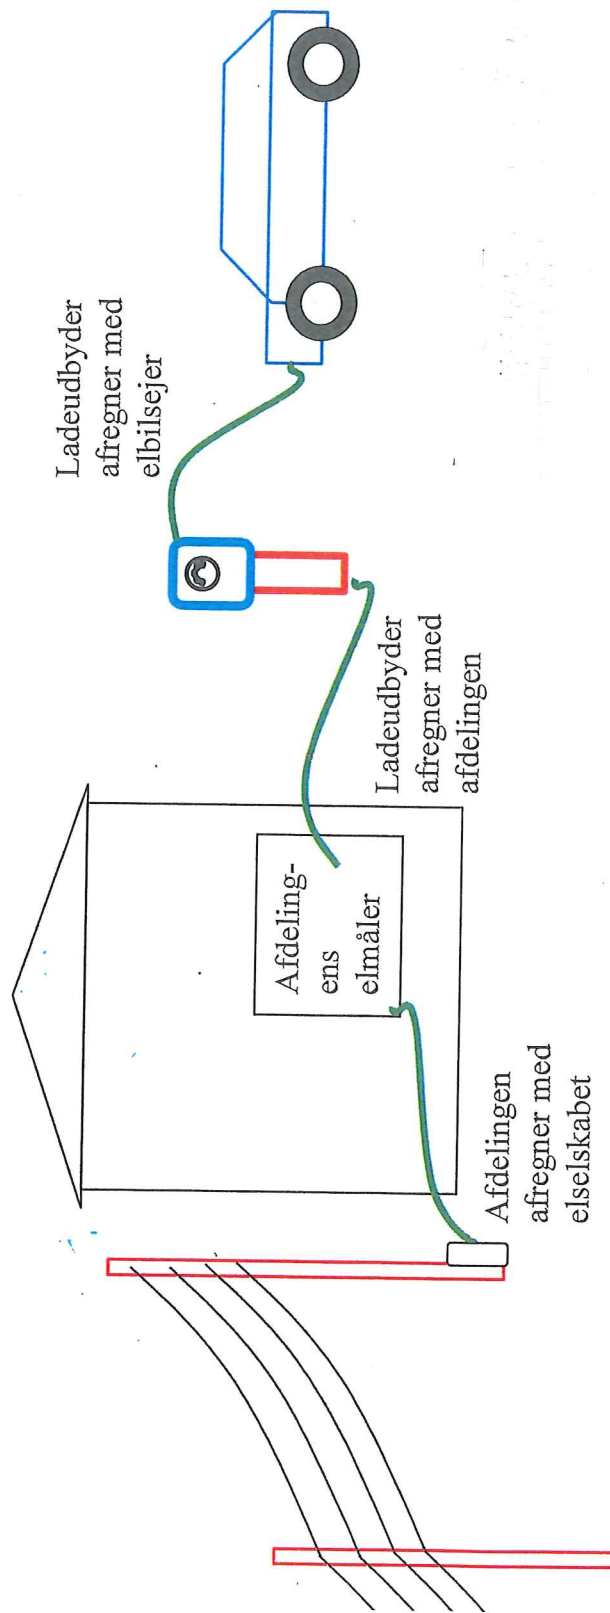 Afdelingen
afregner med
elselskabet
Afdeling-
ens
elmåler
Ladeudbyder
afregner med
afdelingen
Ladeudbyder
afregner med
elbilsejer